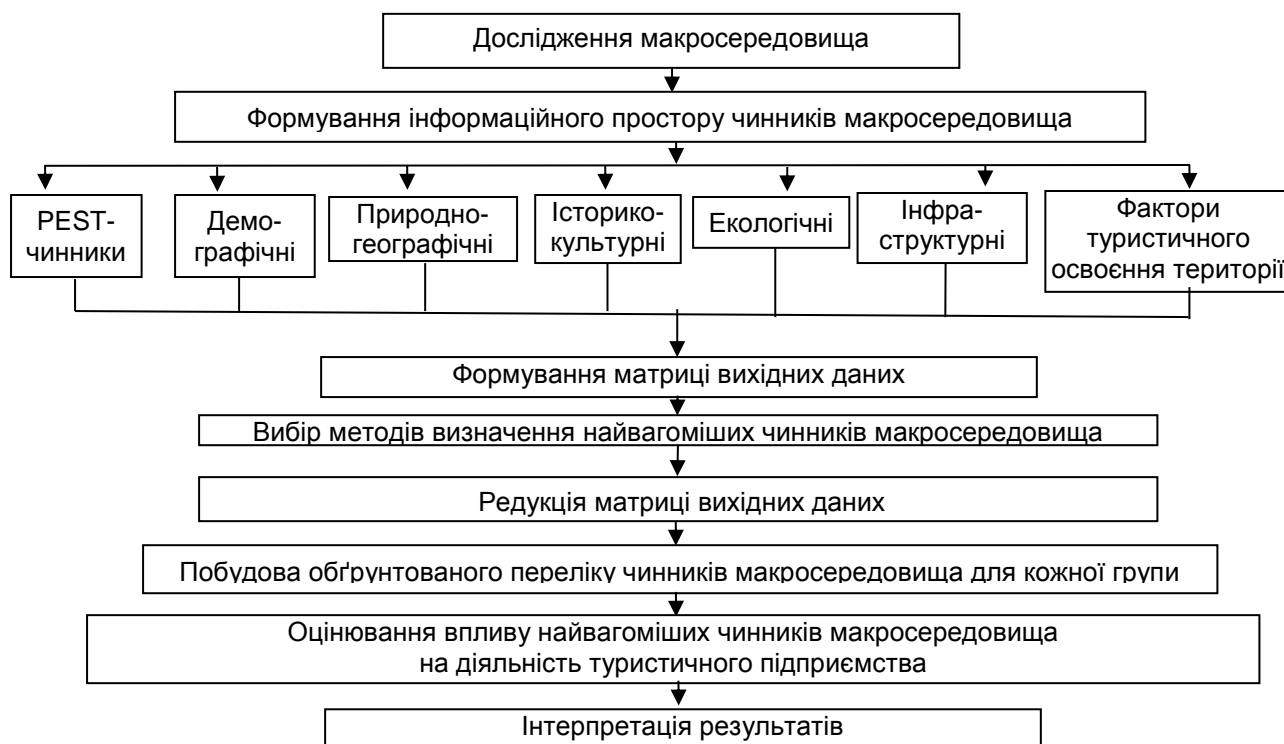 Дослідження макросередовища
Формування інформаційного простору чинників макросередовища
PEST-
чинники
Демо-
графічні
Природно-
географічні
Історико-
культурні
Екологічні
Інфра-
структурні
Фактори
туристичного
освоєння території
Формування матриці вихідних даних
Вибір методів визначення найвагоміших чинників макросередовища
Редукція матриці вихідних даних
Побудова обґрунтованого переліку чинників макросередовища для кожної групи
Оцінювання впливу найвагоміших чинників макросередовища
на діяльність туристичного підприємства
Інтерпретація результатів